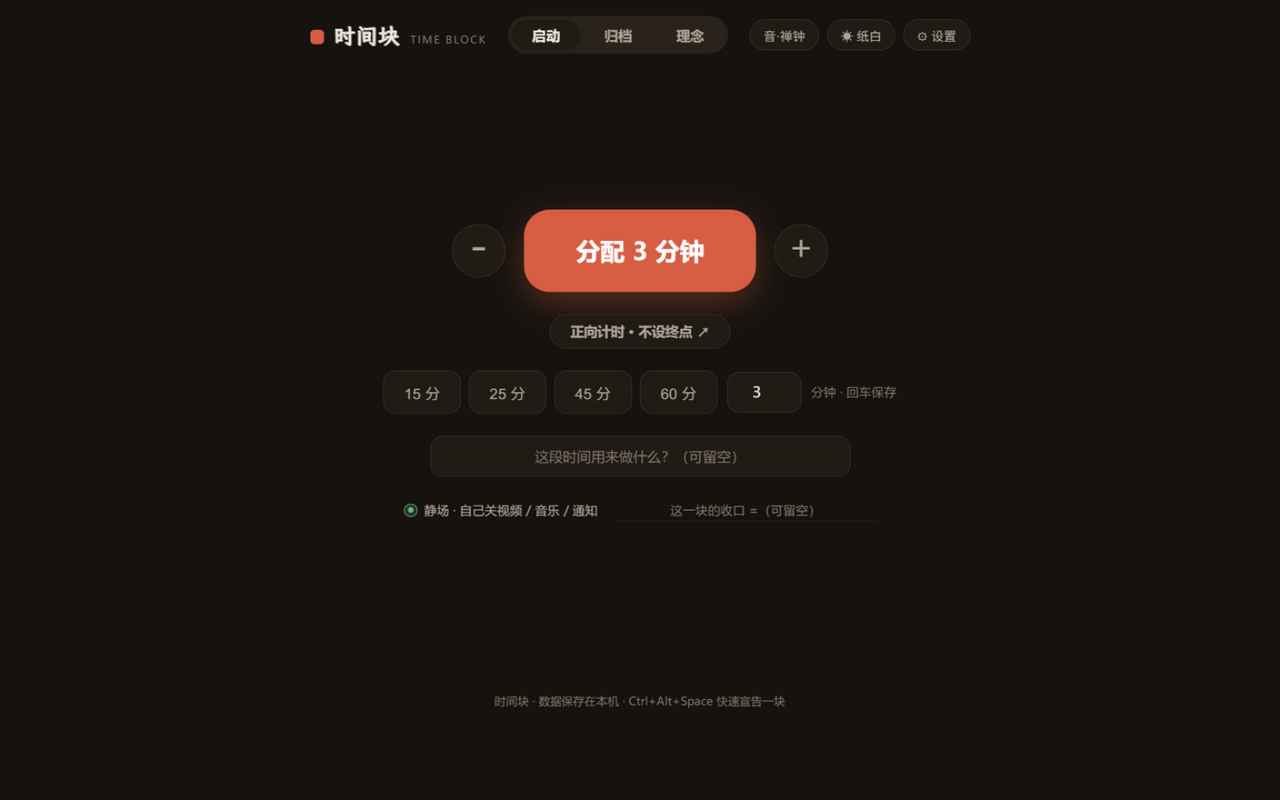 时间块 TIME BLOCK 启动 归档 理念 音·禅钟 ☀ 纸白 ⚙ 设置
− 分配 3 分钟 +
正向计时 · 不设终点 ↗
15 分 25 分 45 分 60 分 3 分钟 · 回车保存
这段时间用来做什么？（可留空）
静场 · 自己关视频 / 音乐 / 通知 这一块的收口 =（可留空）
时间块 · 数据保存在本机 · Ctrl+Alt+Space 快速宣告一块